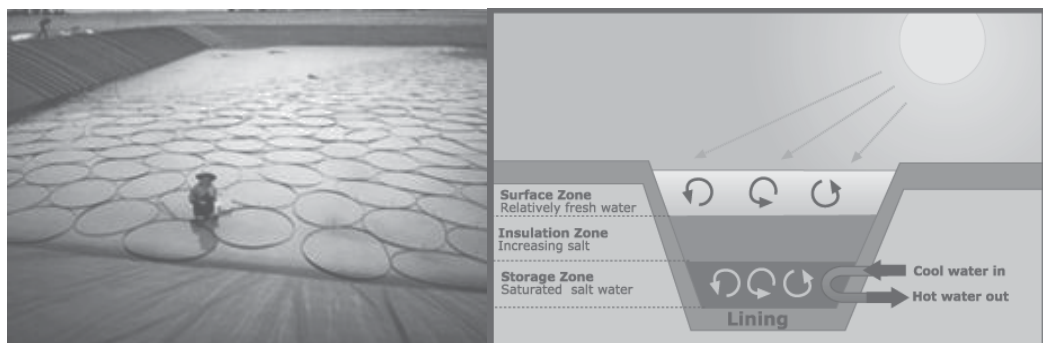 Surface Zone
Relatively fresh water
Insulation Zone
Increasing salt
Storage Zone
Saturated salt water
Cool water in
Hot water out
Lining